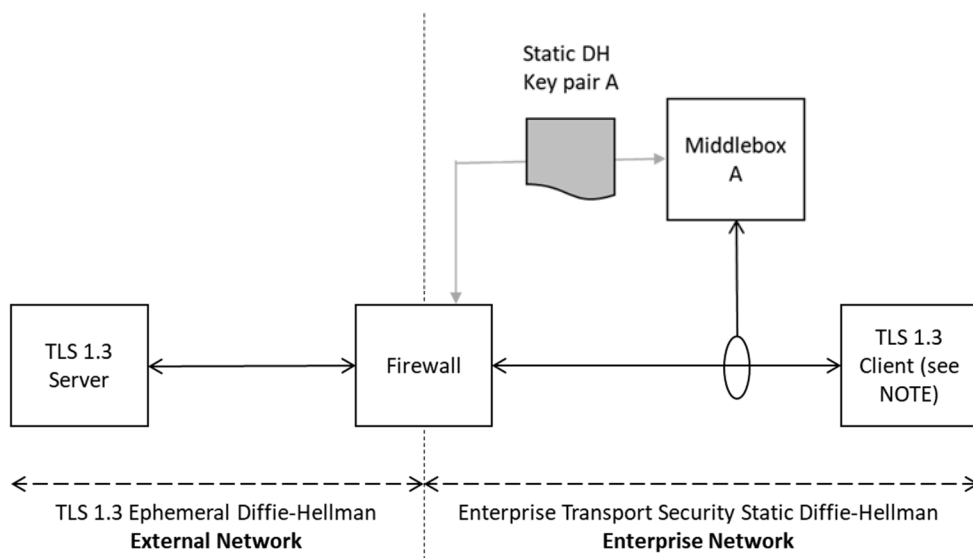 Static DH
Key pair A
Middlebox
A
TLS 1.3
Server
Firewall
TLS 1.3
Client (see
NOTE)
TLS 1.3 Ephemeral Diffie-Hellman
External Network
Enterprise Transport Security Static Diffie-Hellman
Enterprise Network